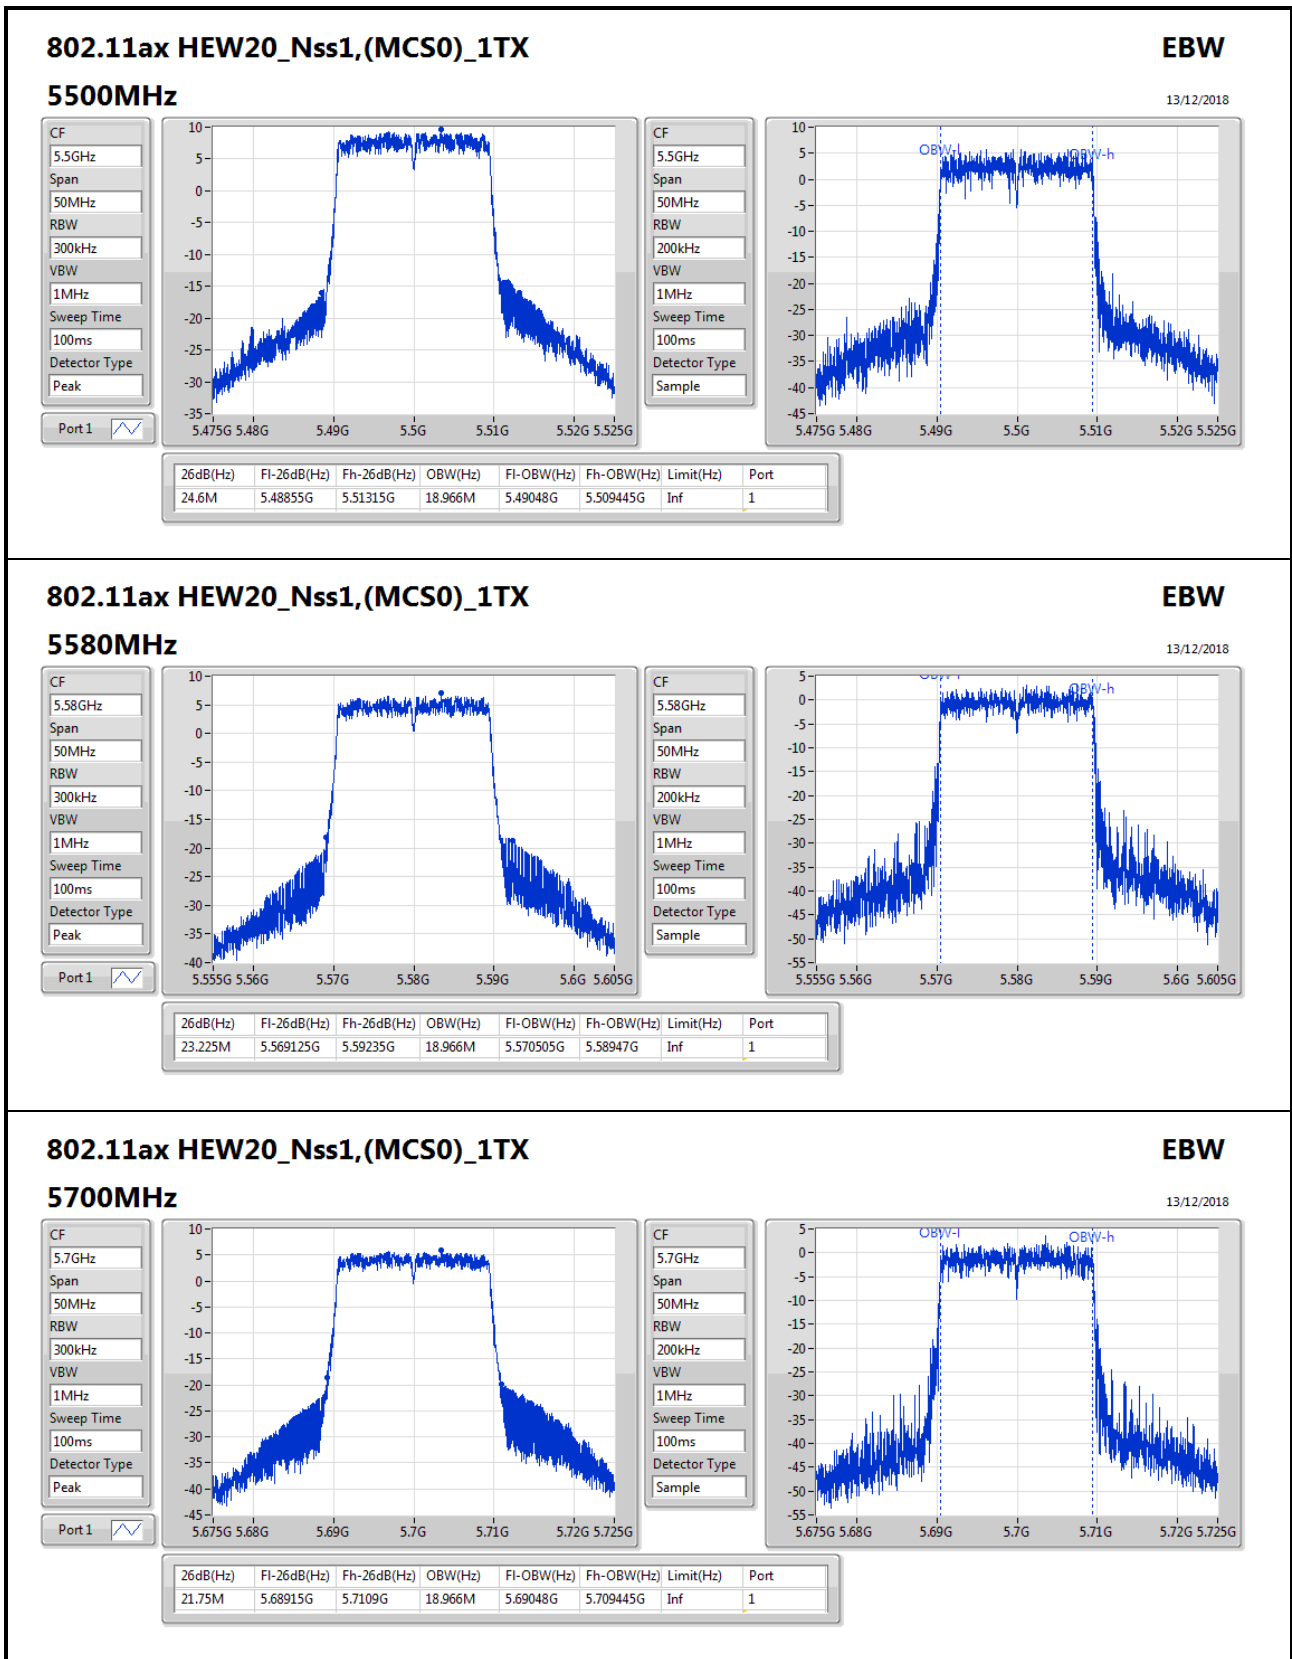 802.11ax HEW20_Nss1,(MCS0)_1TX EBW
5500MHz 13/12/2018
CF
5.5GHz
Span
50MHz
RBW
300kHz
VBW
1MHz
Sweep Time
100ms
Detector Type
Peak
Port 1
10
5
0
-5
-10
-15
-20
-25
-30
-35
5.475G 5.48G 5.49G 5.5G 5.51G 5.52G 5.525G
CF
5.5GHz
Span
50MHz
RBW
200kHz
VBW
1MHz
Sweep Time
100ms
Detector Type
Sample
10
5
0
-5
-10
-15
-20
-25
-30
-35
-40
-45
OBW-l OBW-h
5.475G 5.48G 5.49G 5.5G 5.51G 5.52G 5.525G
26dB(Hz) Fl-26dB(Hz) Fh-26dB(Hz) OBW(Hz) Fl-OBW(Hz) Fh-OBW(Hz) Limit(Hz) Port
24.6M 5.48855G 5.51315G 18.966M 5.49048G 5.509445G Inf 1
802.11ax HEW20_Nss1,(MCS0)_1TX EBW
5580MHz 13/12/2018
CF
5.58GHz
Span
50MHz
RBW
300kHz
VBW
1MHz
Sweep Time
100ms
Detector Type
Peak
Port 1
10
5
0
-5
-10
-15
-20
-25
-30
-35
-40
5.555G 5.56G 5.57G 5.58G 5.59G 5.6G 5.605G
CF
5.58GHz
Span
50MHz
RBW
200kHz
VBW
1MHz
Sweep Time
100ms
Detector Type
Sample
5
0
-5
-10
-15
-20
-25
-30
-35
-40
-45
-50
-55
OBW-l OBW-h
5.555G 5.56G 5.57G 5.58G 5.59G 5.6G 5.605G
26dB(Hz) Fl-26dB(Hz) Fh-26dB(Hz) OBW(Hz) Fl-OBW(Hz) Fh-OBW(Hz) Limit(Hz) Port
23.225M 5.569125G 5.59235G 18.966M 5.570505G 5.58947G Inf 1
802.11ax HEW20_Nss1,(MCS0)_1TX EBW
5700MHz 13/12/2018
CF
5.7GHz
Span
50MHz
RBW
300kHz
VBW
1MHz
Sweep Time
100ms
Detector Type
Peak
Port 1
10
5
0
-5
-10
-15
-20
-25
-30
-35
-40
-45
5.675G 5.68G 5.69G 5.7G 5.71G 5.72G 5.725G
CF
5.7GHz
Span
50MHz
RBW
200kHz
VBW
1MHz
Sweep Time
100ms
Detector Type
Sample
5
0
-5
-10
-15
-20
-25
-30
-35
-40
-45
-50
-55
OBW-l OBW-h
5.675G 5.68G 5.69G 5.7G 5.71G 5.72G 5.725G
26dB(Hz) Fl-26dB(Hz) Fh-26dB(Hz) OBW(Hz) Fl-OBW(Hz) Fh-OBW(Hz) Limit(Hz) Port
21.75M 5.68915G 5.7109G 18.966M 5.69048G 5.709445G Inf 1